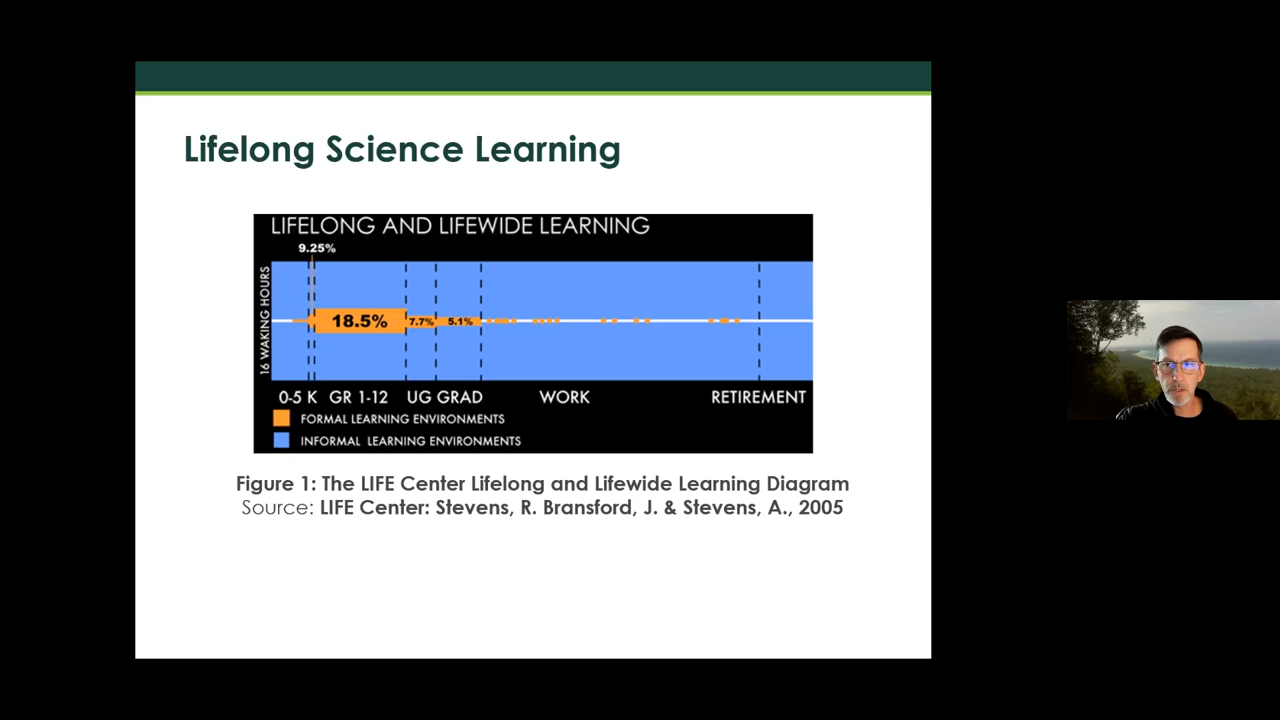 Lifelong Science Learning
LIFELONG AND LIFEWIDE LEARNING
9.25%
16 WAKING HOURS
18.5%
7.7%
5.1%
0-5 K GR 1-12 UG GRAD WORK RETIREMENT
FORMAL LEARNING ENVIRONMENTS
INFORMAL LEARNING ENVIRONMENTS
Figure 1: The LIFE Center Lifelong and Lifewide Learning Diagram
Source: LIFE Center: Stevens, R. Bransford, J. & Stevens, A., 2005